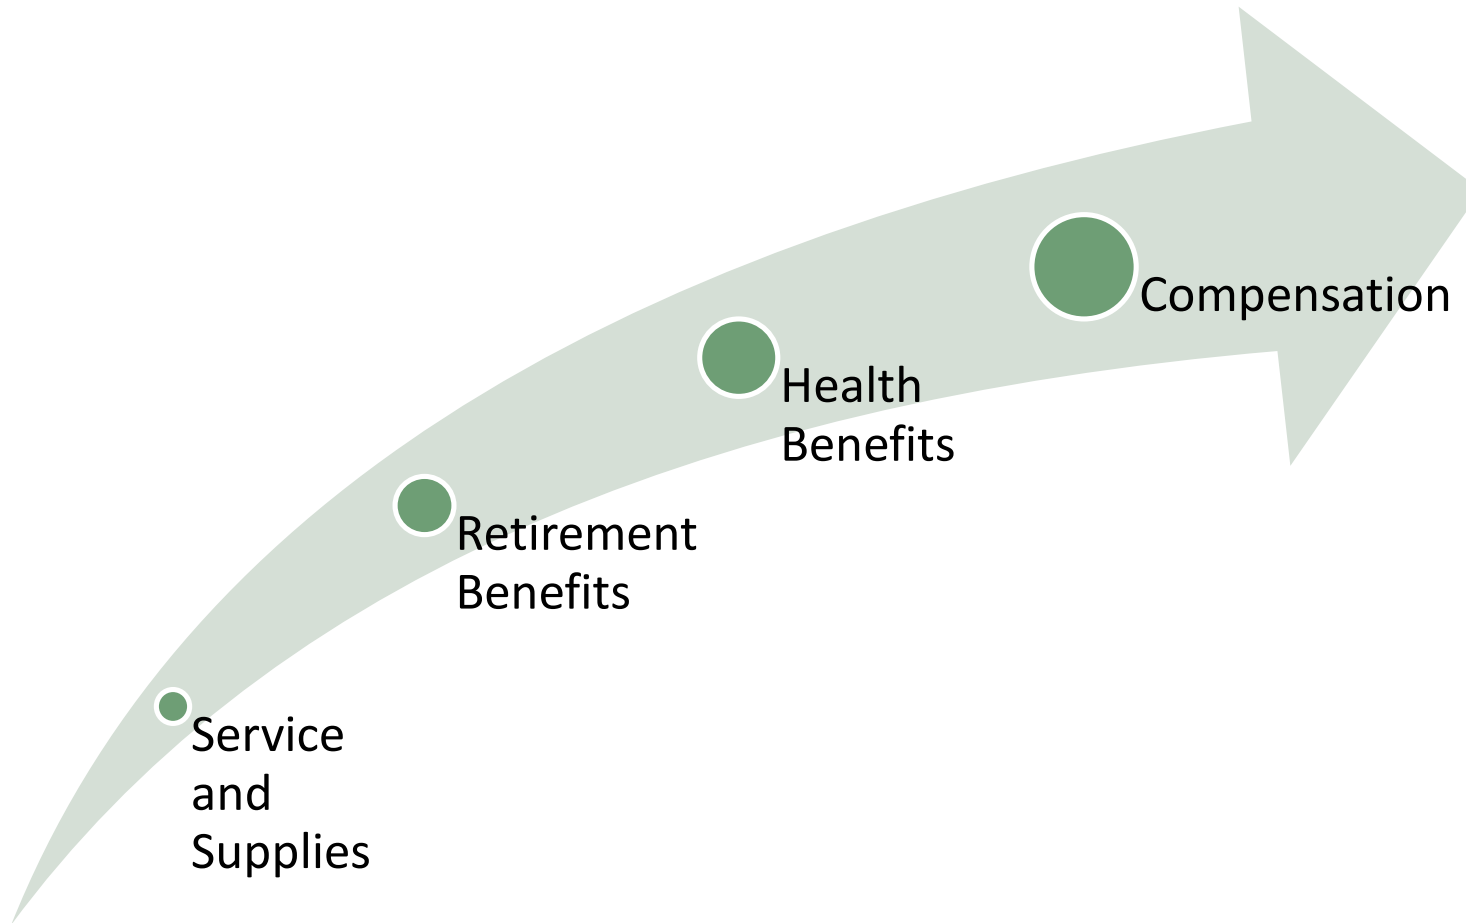 Compensation
Health
Benefits
Retirement
Benefits
Service
and
Supplies